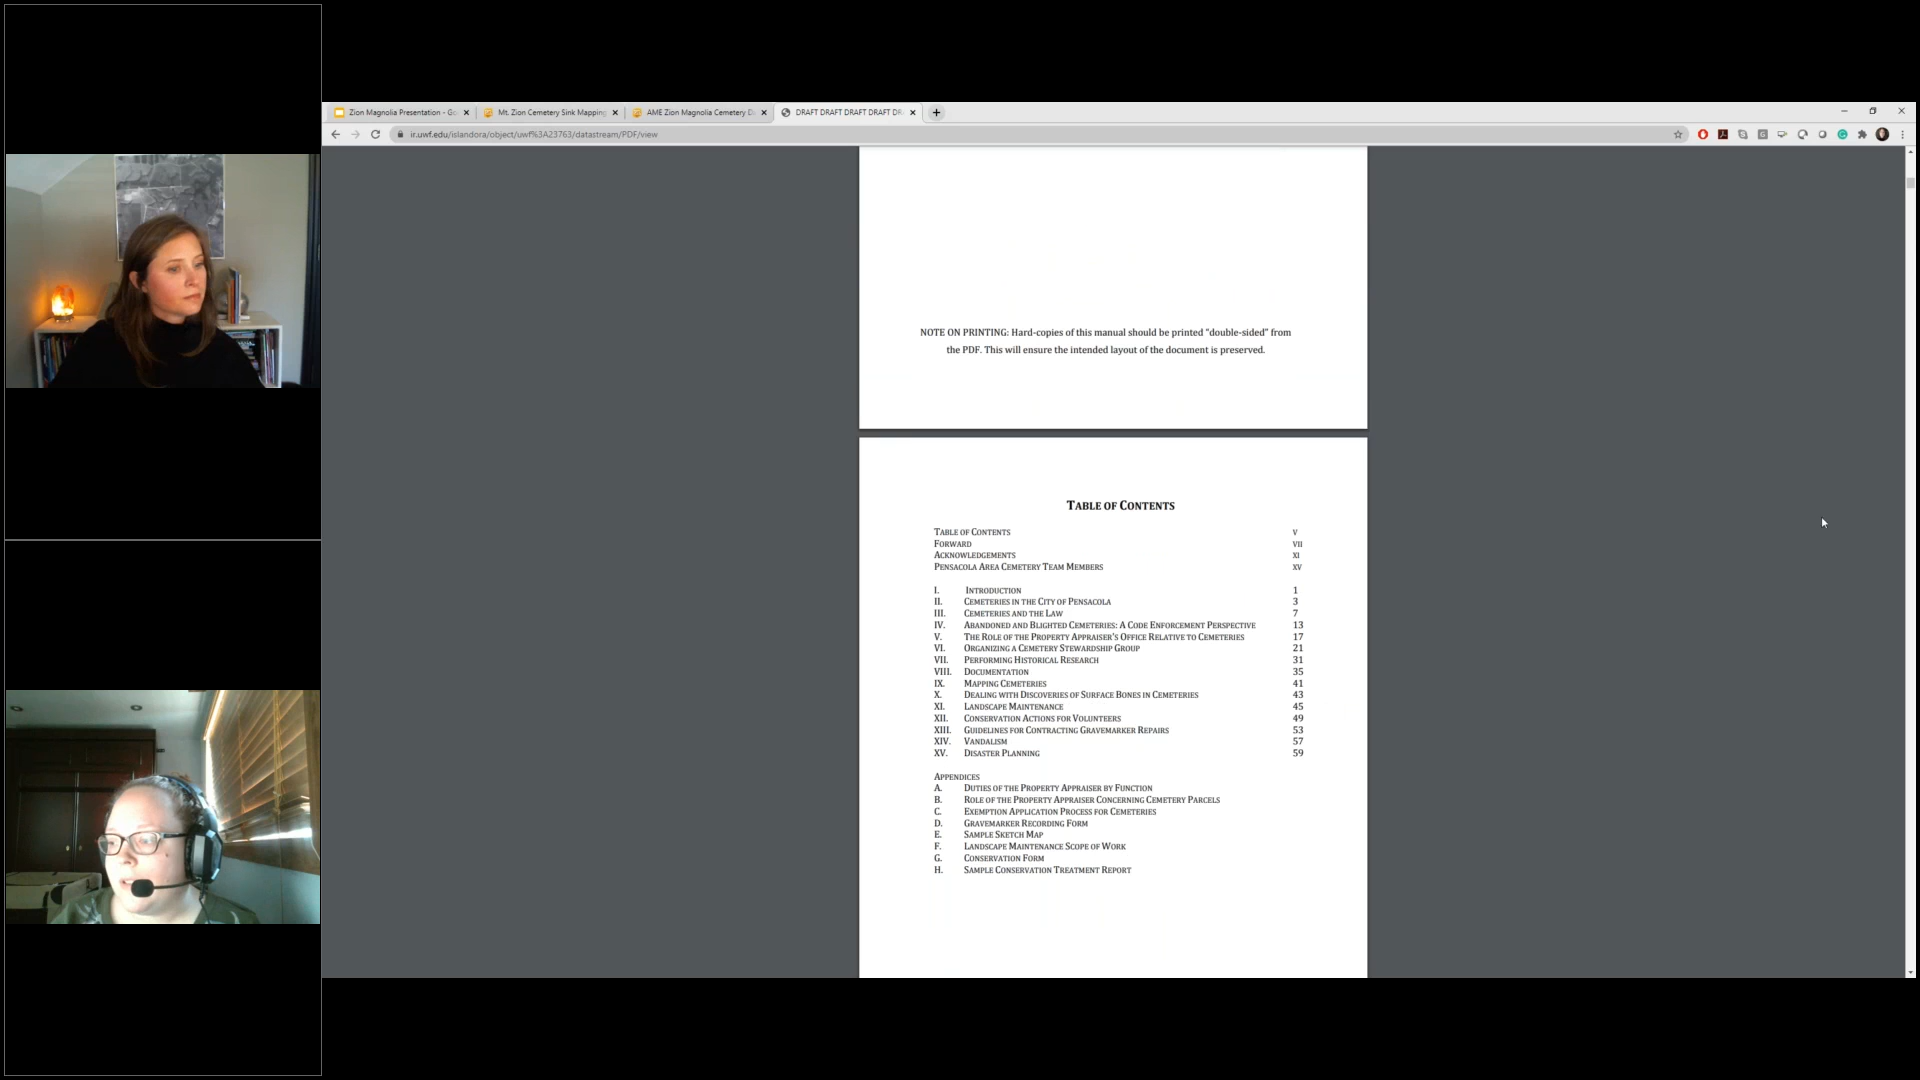 Zion Magnolia Presentation - Go
Mt. Zion Cemetery Sink Mapping
AME Zion Magnolia Cemetery D
DRAFT DRAFT DRAFT DRAFT DR
ir.uwf.edu/islandora/object/uwf%3A23763/datastream/PDF/view
NOTE ON PRINTING: Hard-copies of this manual should be printed "double-sided" from
the PDF. This will ensure the intended layout of the document is preserved.
TABLE OF CONTENTS
TABLE OF CONTENTS V
FORWARD VII
ACKNOWLEDGEMENTS XI
PENSACOLA AREA CEMETERY TEAM MEMBERS XV
I. INTRODUCTION 1
II. CEMETERIES IN THE CITY OF PENSACOLA 3
III. CEMETERIES AND THE LAW 7
IV. ABANDONED AND BLIGHTED CEMETERIES: A CODE ENFORCEMENT PERSPECTIVE 13
V. THE ROLE OF THE PROPERTY APPRAISER'S OFFICE RELATIVE TO CEMETERIES 17
VI. ORGANIZING A CEMETERY STEWARDSHIP GROUP 21
VII. PERFORMING HISTORICAL RESEARCH 31
VIII. DOCUMENTATION 35
IX. MAPPING CEMETERIES 41
X. DEALING WITH DISCOVERIES OF SURFACE BONES IN CEMETERIES 43
XI. LANDSCAPE MAINTENANCE 45
XII. CONSERVATION ACTIONS FOR VOLUNTEERS 49
XIII. GUIDELINES FOR CONTRACTING GRAVEMARKER REPAIRS 53
XIV. VANDALISM 57
XV. DISASTER PLANNING 59
APPENDICES
A. DUTIES OF THE PROPERTY APPRAISER BY FUNCTION
B. ROLE OF THE PROPERTY APPRAISER CONCERNING CEMETERY PARCELS
C. EXEMPTION APPLICATION PROCESS FOR CEMETERIES
D. GRAVEMARKER RECORDING FORM
E. SAMPLE SKETCH MAP
F. LANDSCAPE MAINTENANCE SCOPE OF WORK
G. CONSERVATION FORM
H. SAMPLE CONSERVATION TREATMENT REPORT